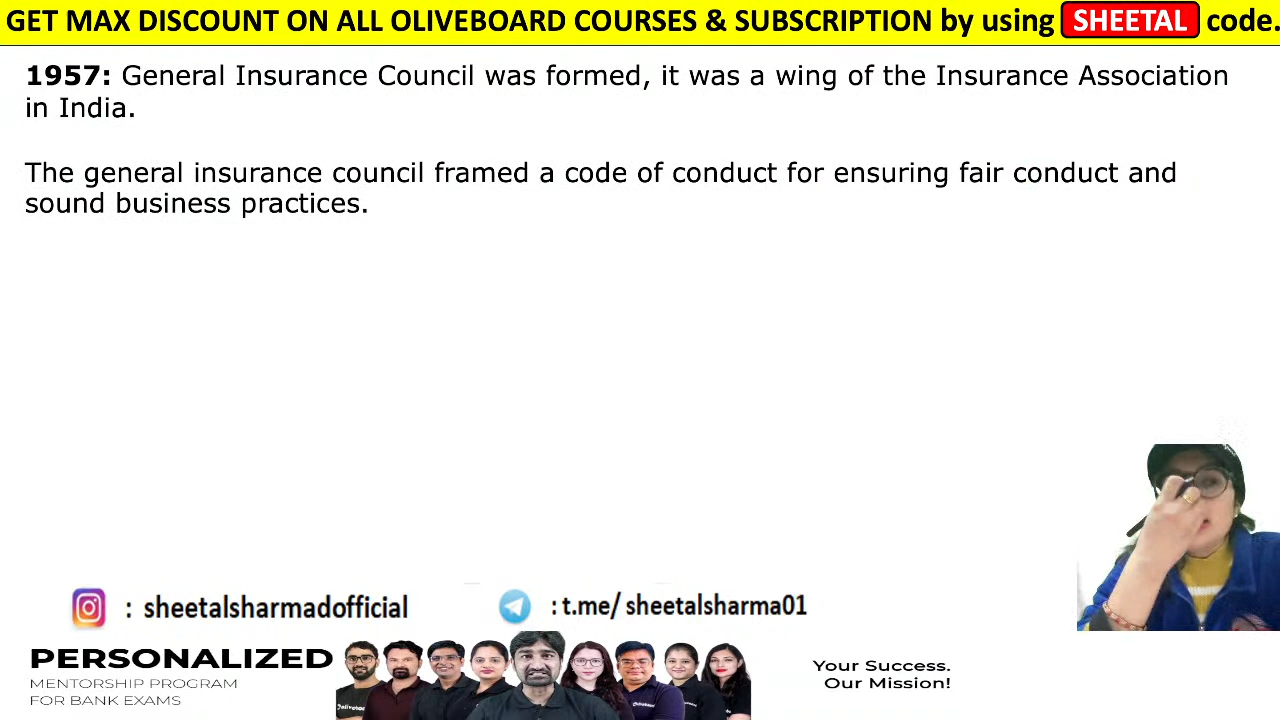 GET MAX DISCOUNT ON ALL OLIVEBOARD COURSES & SUBSCRIPTION by using SHEETAL code.
1957: General Insurance Council was formed, it was a wing of the Insurance Association
in India.
The general insurance council framed a code of conduct for ensuring fair conduct and
sound business practices.
: sheetalsharmadofficial
: t.me/ sheetalsharma01
PERSONALIZED
MENTORSHIP PROGRAM
FOR BANK EXAMS
Your Success.
Our Mission!